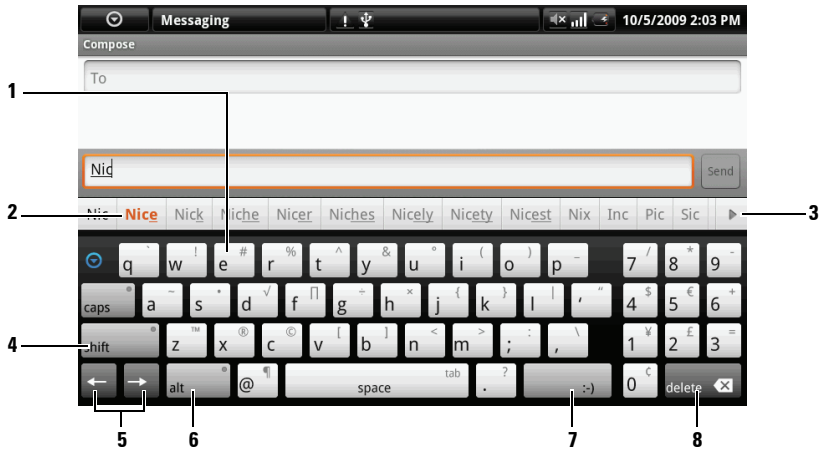 Messaging ! 10/5/2009 2:03 PM
Compose
To
1
Nic Send
2 Nic Nice Nick Niche Nicer Niches Nicely Nicety Nicest Nix Inc Pic Sic 3
q ` w ! e # r % t ^ y & u ° i ( o ) p _ 7 / 8 * 9 -
caps a ~ s • d √ f ∏ g ÷ h × j { k } l | ‘ “ 4 $ 5 € 6 +
4 shift z ™ x ® c © v [ b ] n < m > ; : , \ 1 ¥ 2 £ 3 =
← → alt @ ¶ space tab . ? :-) 0 ¢ delete
5 6 7 8